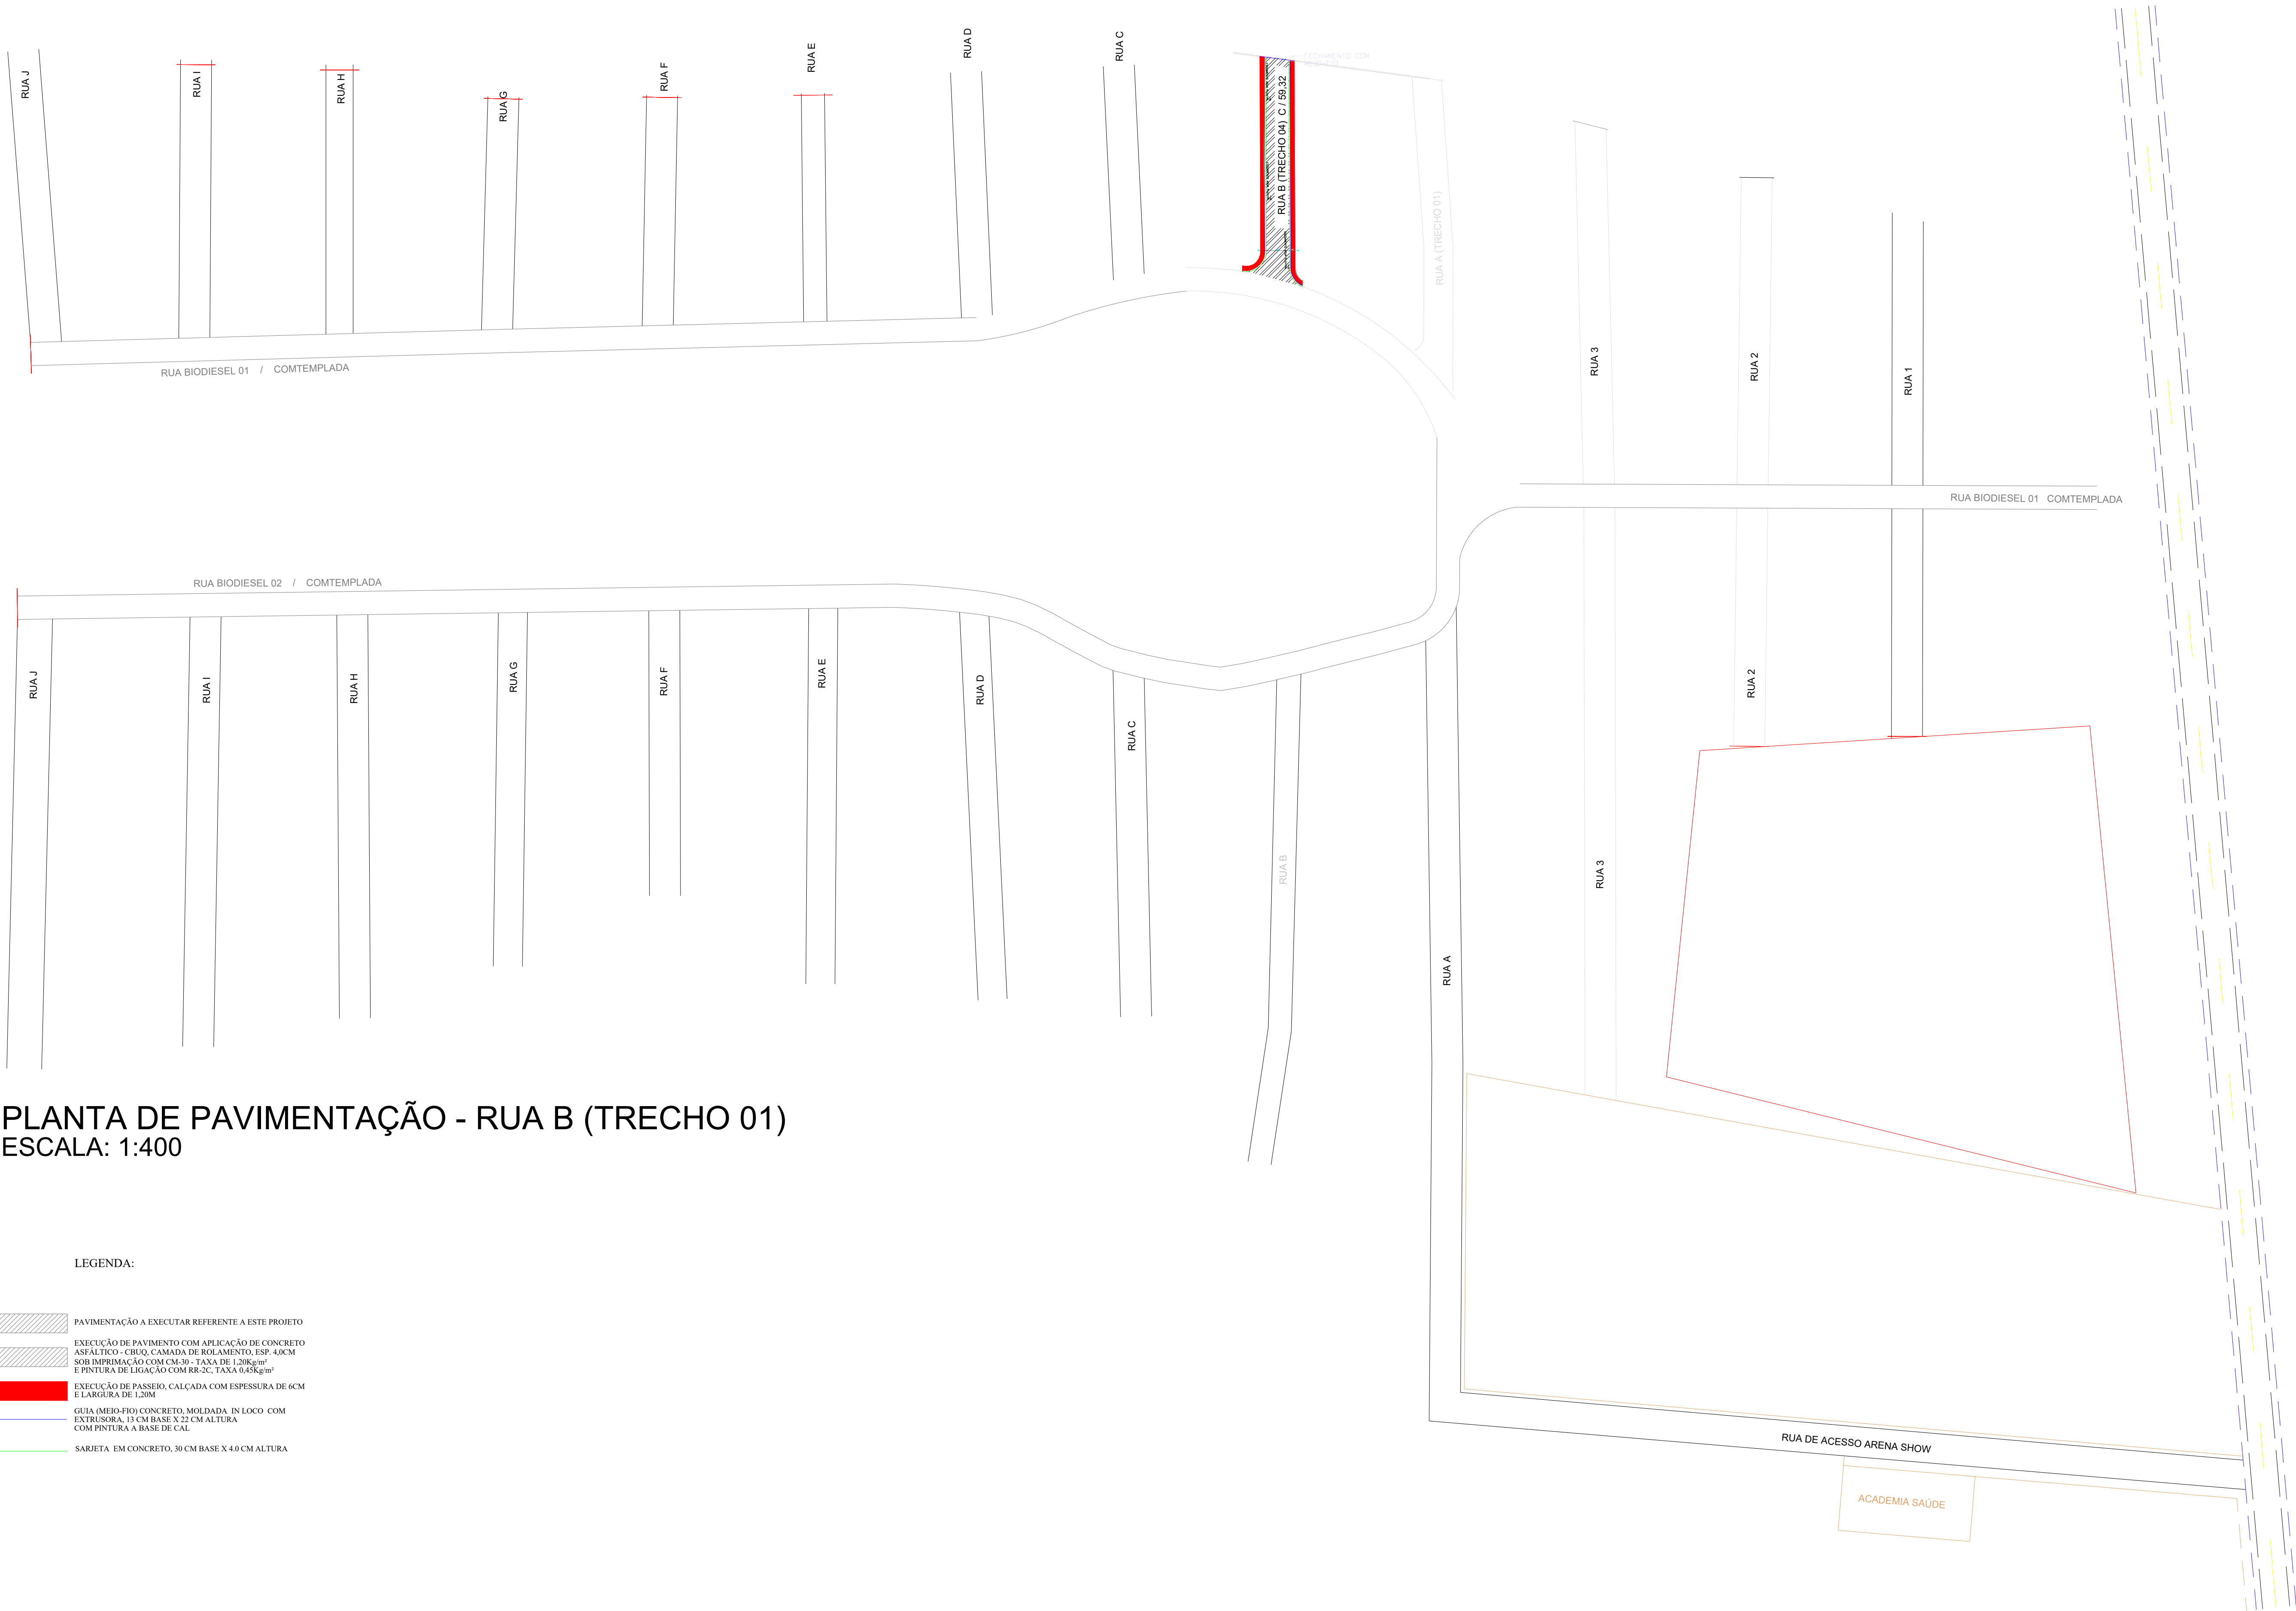 RUA J
RUA I
RUA H
RUA G
RUA F
RUA E
RUA D
RUA C
RUA B (TRECHO 04) C / 59,32
RUA A (TRECHO 01)
RUA 3
RUA 2
RUA 1
RUA BIODIESEL 01 / COMTEMPLADA
RUA BIODIESEL 01 COMTEMPLADA
RUA BIODIESEL 02 / COMTEMPLADA
RUA J
RUA I
RUA H
RUA G
RUA F
RUA E
RUA D
RUA C
RUA B
RUA A
RUA 3
RUA 2
PLANTA DE PAVIMENTAÇÃO - RUA B (TRECHO 01)
ESCALA: 1:400
LEGENDA:
PAVIMENTAÇÃO A EXECUTAR REFERENTE A ESTE PROJETO
EXECUÇÃO DE PAVIMENTO COM APLICAÇÃO DE CONCRETO
ASFÁLTICO - CBUQ, CAMADA DE ROLAMENTO, ESP. 4,0CM
SOB IMPRIMAÇÃO COM CM-30 - TAXA DE 1,20Kg/m²
E PINTURA DE LIGAÇÃO COM RR-2C, TAXA 0,45Kg/m²
EXECUÇÃO DE PASSEIO, CALÇADA COM ESPESSURA DE 6CM
E LARGURA DE 1,20M
GUIA (MEIO-FIO) CONCRETO, MOLDADA IN LOCO COM
EXTRUSORA, 13 CM BASE X 22 CM ALTURA
COM PINTURA A BASE DE CAL
SARJETA EM CONCRETO, 30 CM BASE X 4.0 CM ALTURA
RUA DE ACESSO ARENA SHOW
ACADEMIA SAÚDE